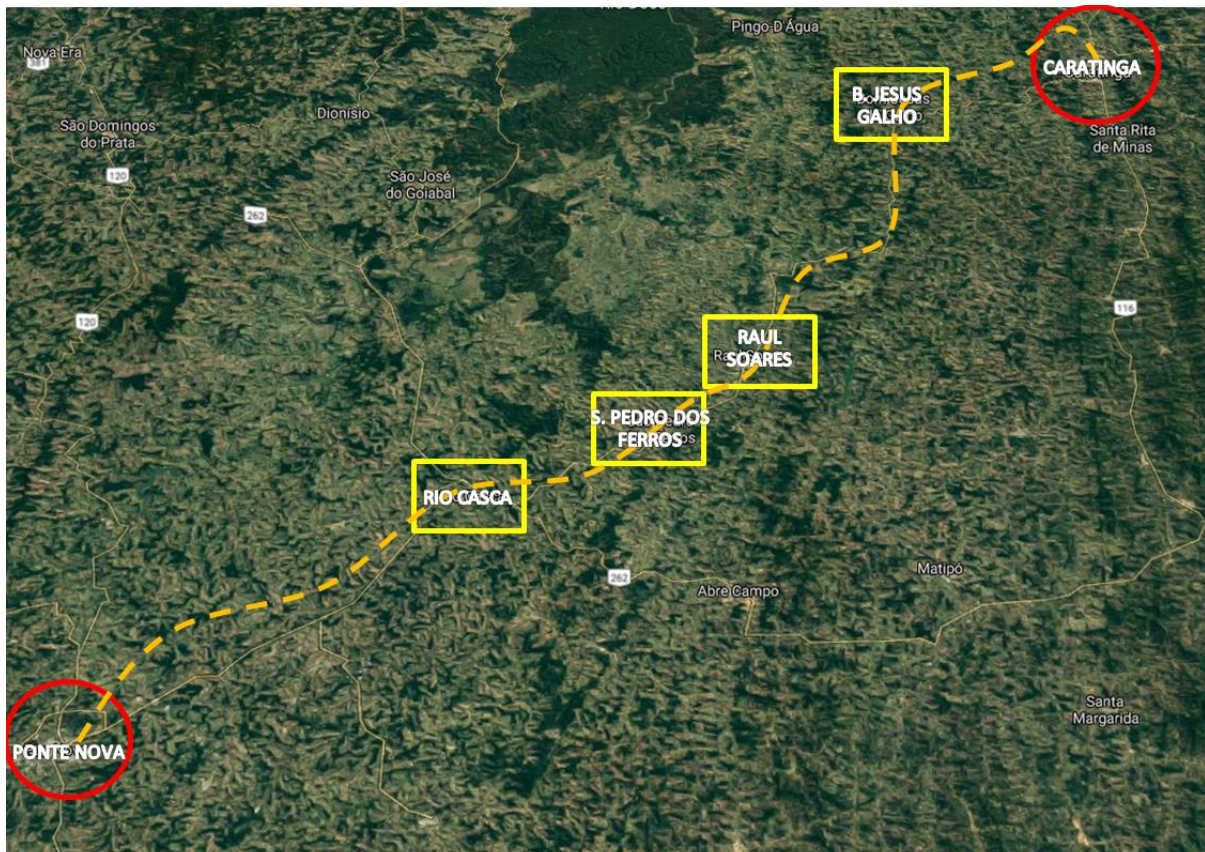 Pingo D'Água
Nova Era
381
CARATINGA
B. JESUS
GALHO
Dionísio
São Domingos
do Prata
Santa Rita
de Minas
120
São José
do Goiabal
262
116
120
RAUL
SOARES
S. PEDRO DOS
FERROS
RIO CASCA
262
Matipó
Abre Campo
Santa
Margarida
PONTE NOVA